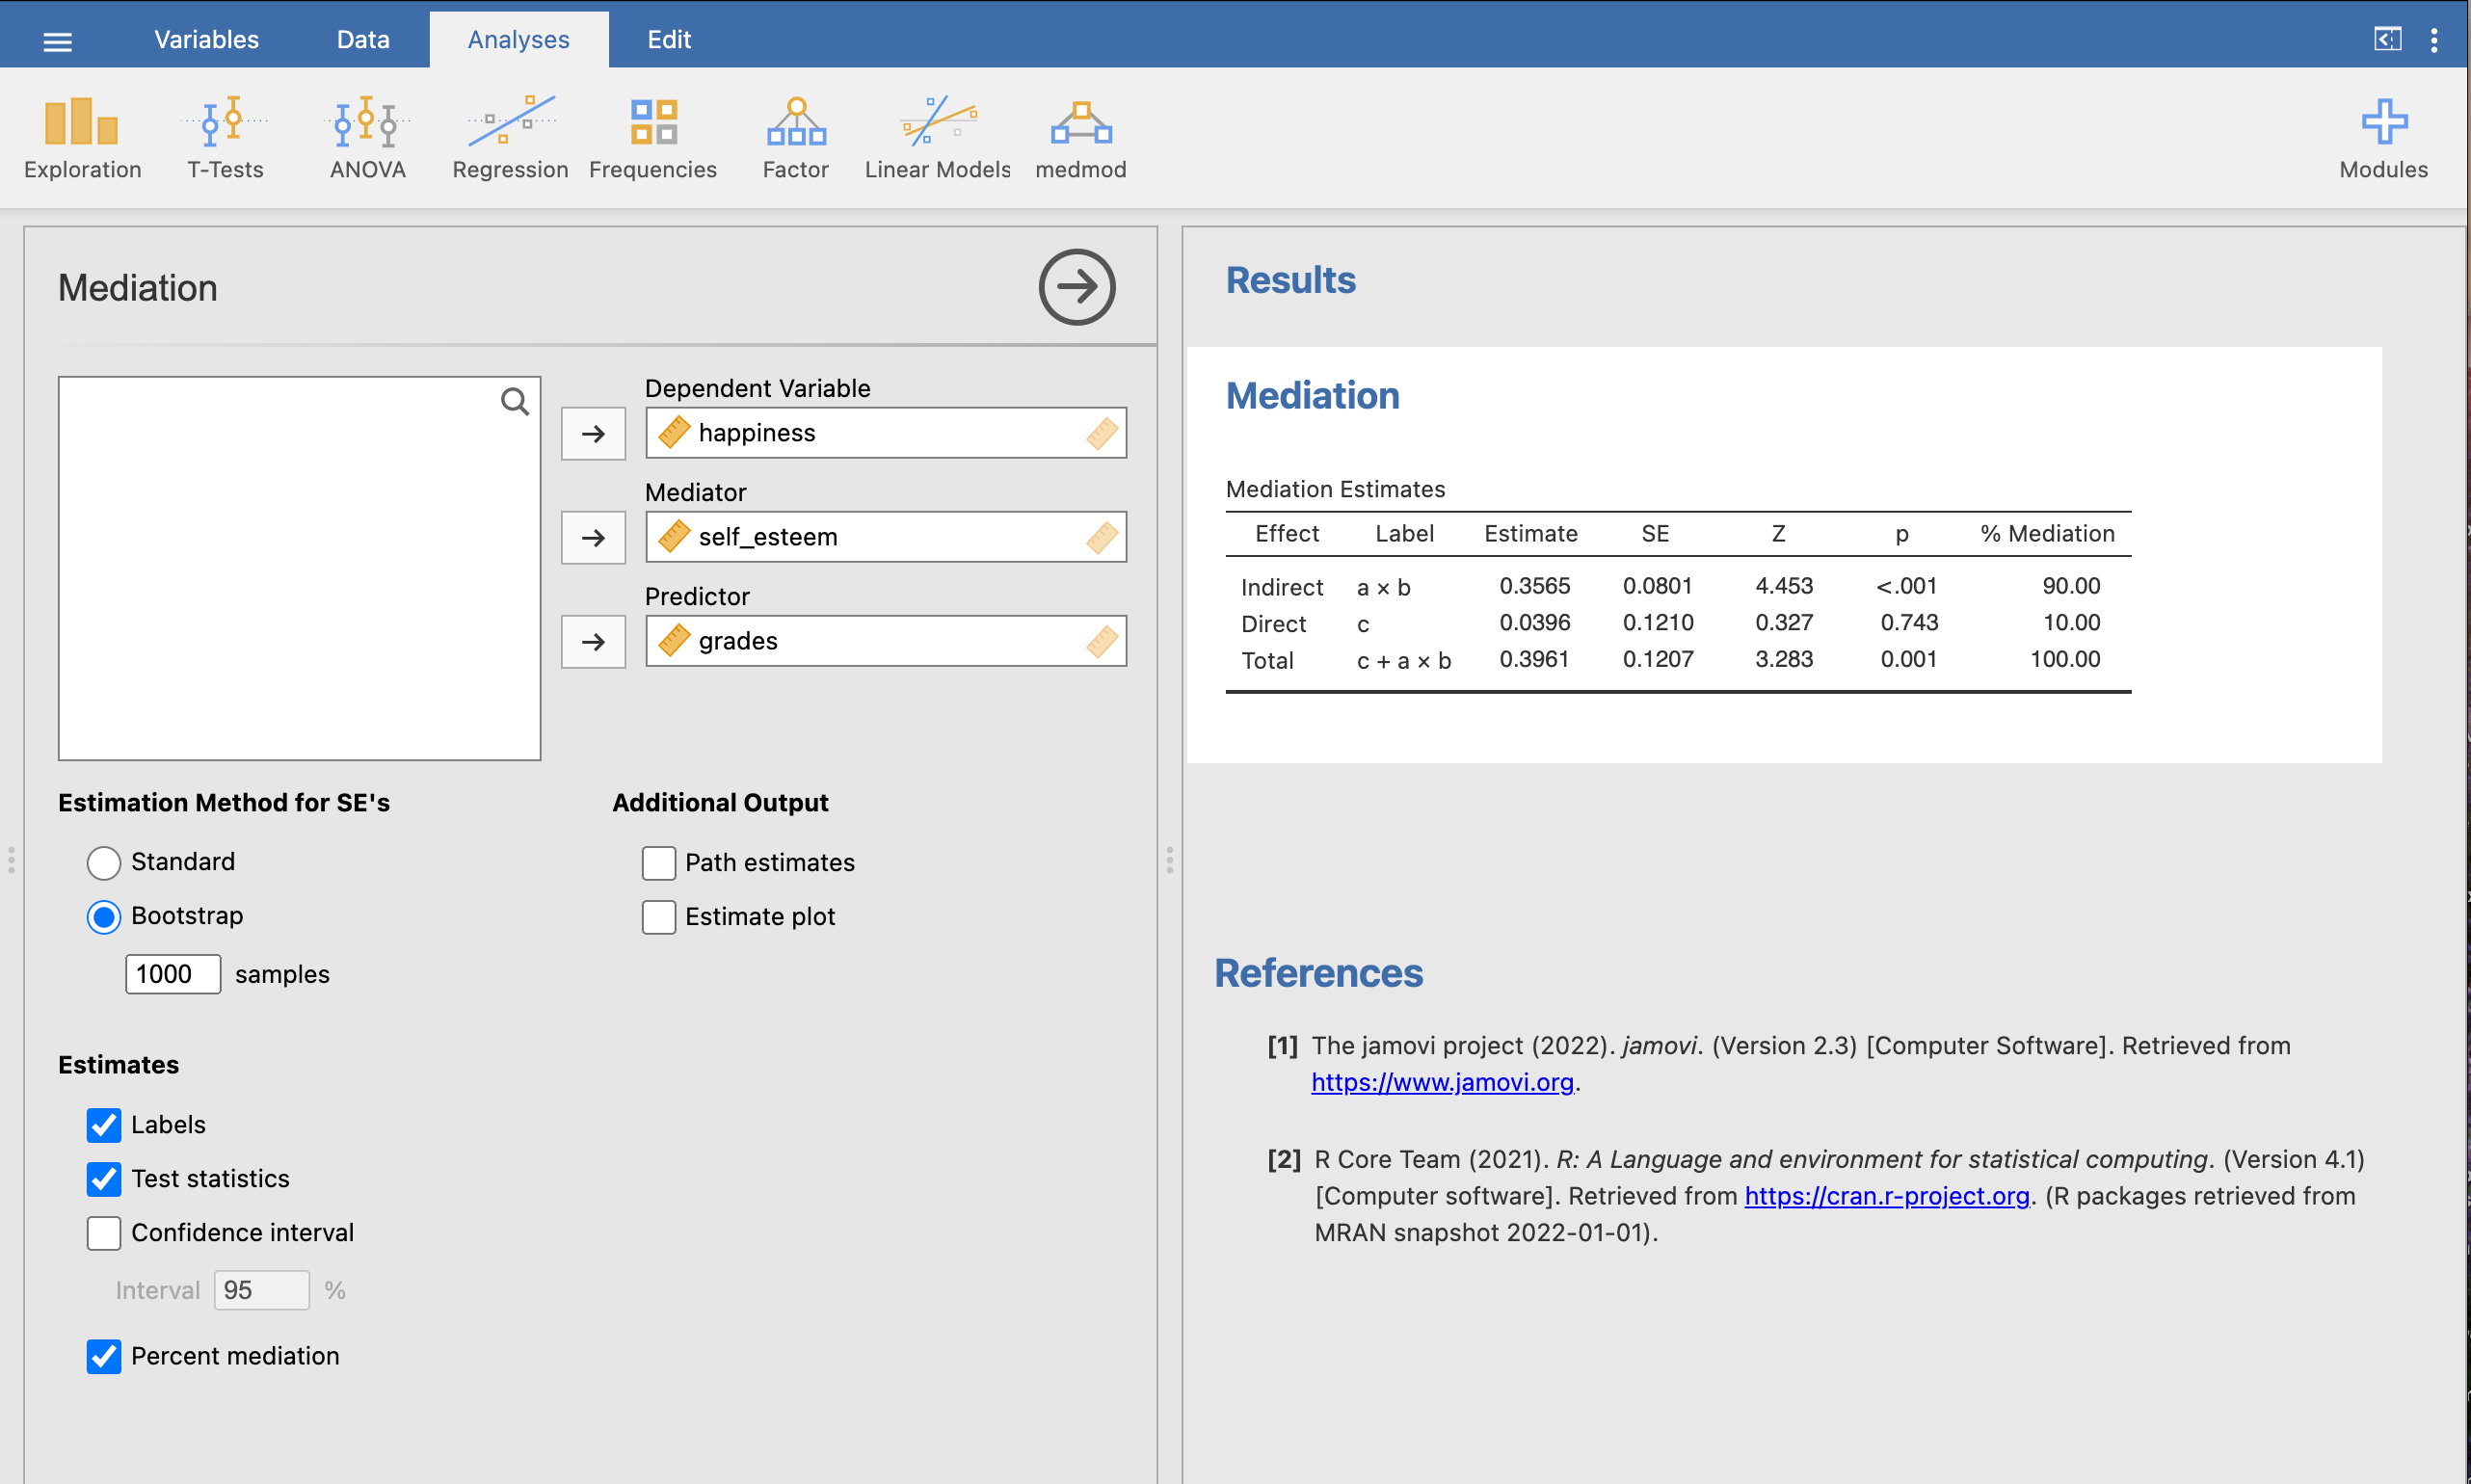 Variables Data Analyses Edit
Exploration T-Tests ANOVA Regression Frequencies Factor Linear Models medmod Modules
Mediation
Dependent Variable
happiness
Mediator
self_esteem
Predictor
grades
Estimation Method for SE's
Standard
Bootstrap
1000 samples
Additional Output
Path estimates
Estimate plot
Estimates
Labels
Test statistics
Confidence interval
Interval 95 %
Percent mediation
Results
Mediation
Mediation Estimates
Effect Label Estimate SE Z p % Mediation
Indirect a × b 0.3565 0.0801 4.453 <.001 90.00
Direct c 0.0396 0.1210 0.327 0.743 10.00
Total c + a × b 0.3961 0.1207 3.283 0.001 100.00
References
[1] The jamovi project (2022). jamovi. (Version 2.3) [Computer Software]. Retrieved from
https://www.jamovi.org.
[2] R Core Team (2021). R: A Language and environment for statistical computing. (Version 4.1)
[Computer software]. Retrieved from https://cran.r-project.org. (R packages retrieved from
MRAN snapshot 2022-01-01).